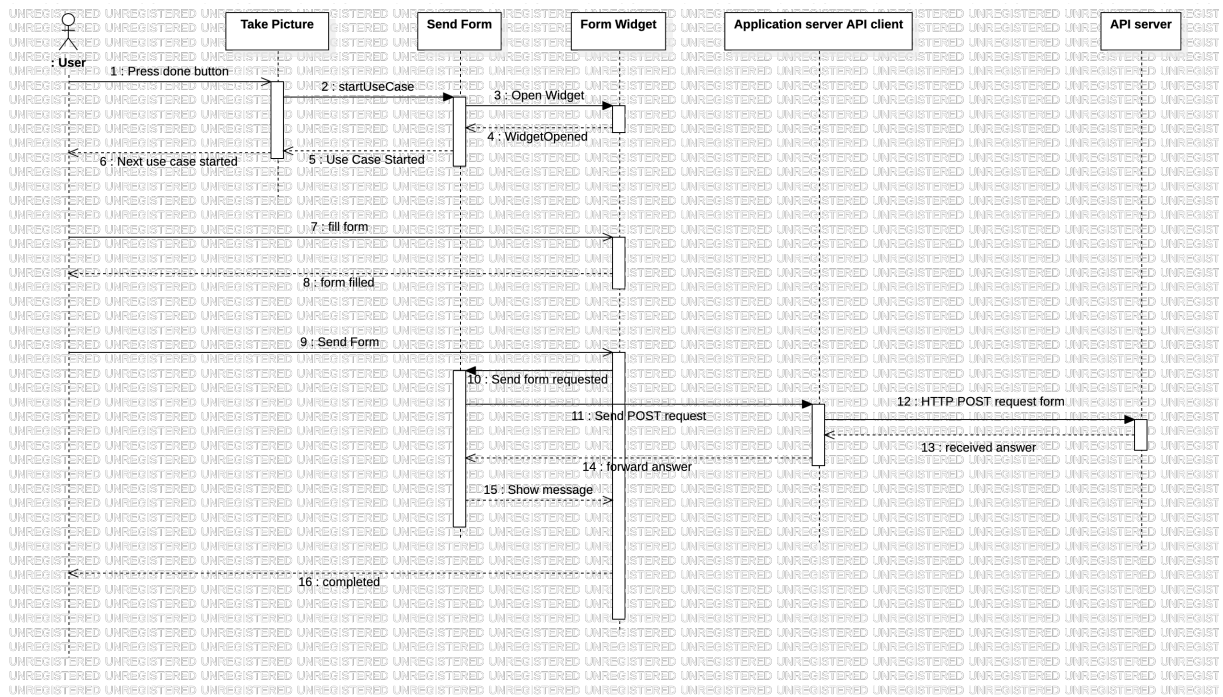 Take Picture
Send Form
Form Widget
Application server API client
API server
: User
1 : Press done button
2 : startUseCase
3 : Open Widget
4 : WidgetOpened
5 : Use Case Started
6 : Next use case started
7 : fill form
8 : form filled
9 : Send Form
10 : Send form requested
11 : Send POST request
12 : HTTP POST request form
13 : received answer
14 : forward answer
15 : Show message
16 : completed
UNREGISTERED